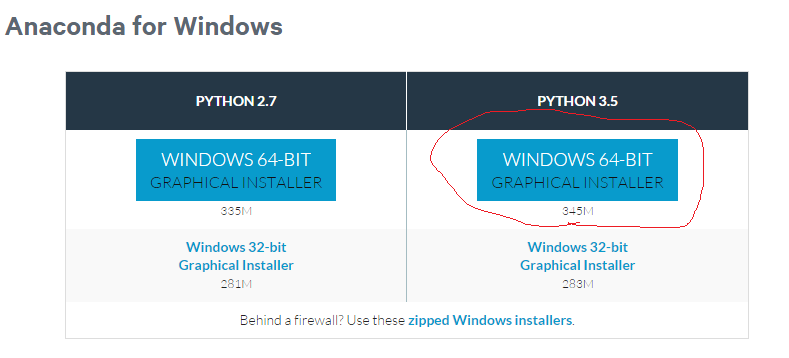 Anaconda for Windows
PYTHON 2.7
PYTHON 3.5
WINDOWS 64-BIT
GRAPHICAL INSTALLER
335M
WINDOWS 64-BIT
GRAPHICAL INSTALLER
345M
Windows 32-bit
Graphical Installer
281M
Windows 32-bit
Graphical Installer
283M
Behind a firewall? Use these zipped Windows installers.